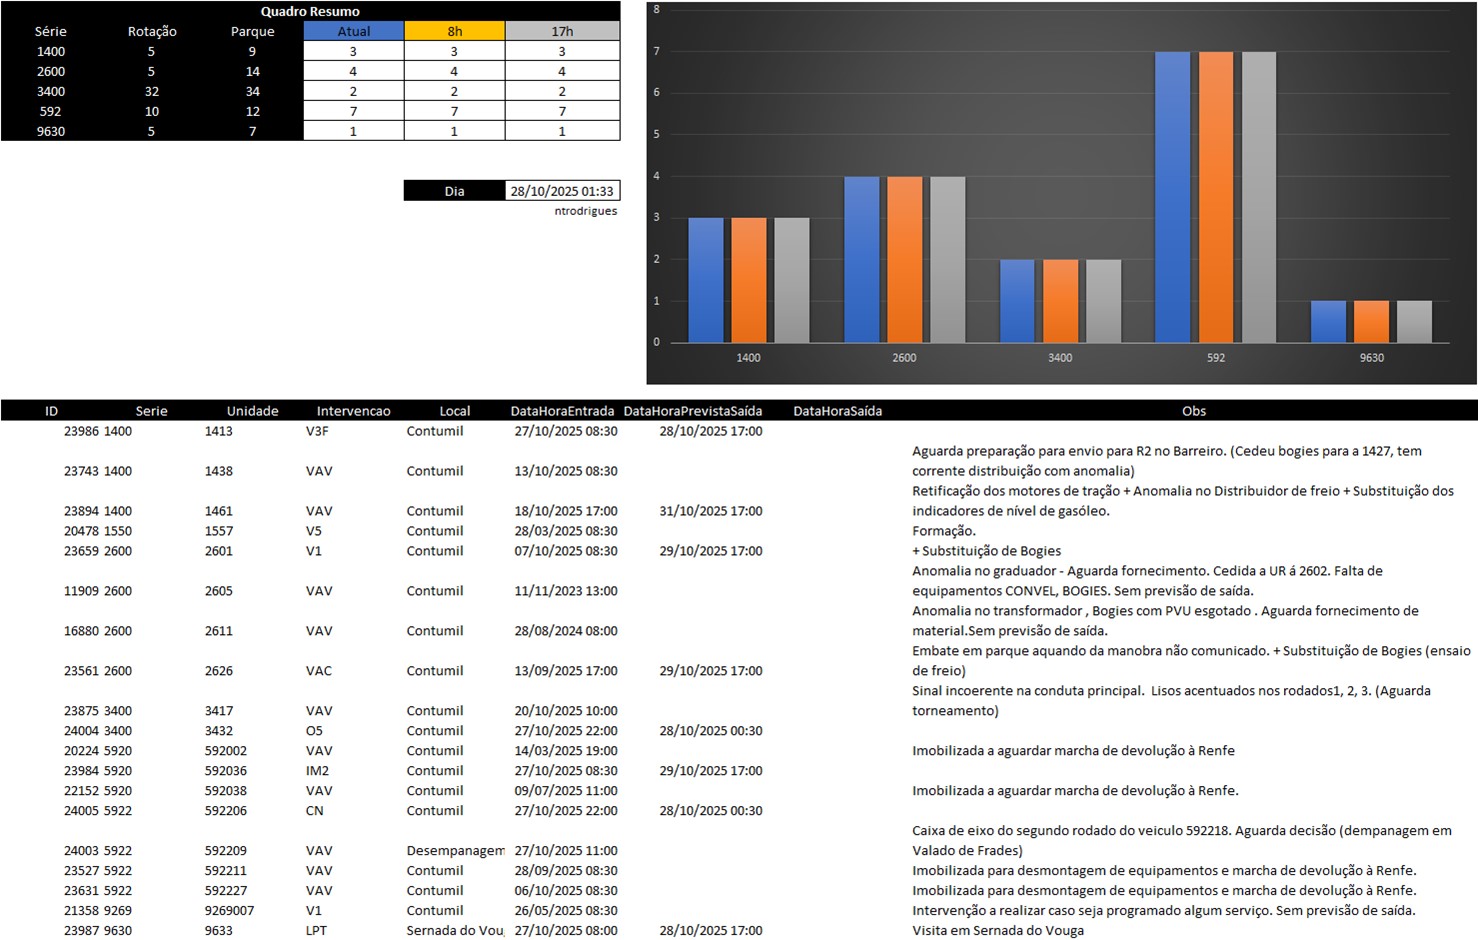 Quadro Resumo
Série Rotação Parque Atual 8h 17h
1400 5 9 3 3 3
2600 5 14 4 4 4
3400 32 34 2 2 2
592 10 12 7 7 7
9630 5 7 1 1 1
Dia 28/10/2025 01:33
ntrodrigues
8
7
6
5
4
3
2
1
0
1400 2600 3400 592 9630
ID Serie Unidade Intervencao Local DataHoraEntrada DataHoraPrevistaSaída DataHoraSaída Obs
23986 1400 1413 V3F Contumil 27/10/2025 08:30 28/10/2025 17:00
Aguarda preparação para envio para R2 no Barreiro. (Cedeu bogies para a 1427, tem
23743 1400 1438 VAV Contumil 13/10/2025 08:30 corrente distribuição com anomalia)
Retificação dos motores de tração + Anomalia no Distribuidor de freio + Substituição dos
23894 1400 1461 VAV Contumil 18/10/2025 17:00 31/10/2025 17:00 indicadores de nível de gasóleo.
20478 1550 1557 V5 Contumil 28/03/2025 08:30 Formação.
23659 2600 2601 V1 Contumil 07/10/2025 08:30 29/10/2025 17:00 + Substituição de Bogies
Anomalia no graduador - Aguarda fornecimento. Cedida a UR á 2602. Falta de
11909 2600 2605 VAV Contumil 11/11/2023 13:00 equipamentos CONVEL, BOGIES. Sem previsão de saída.
Anomalia no transformador , Bogies com PVU esgotado . Aguarda fornecimento de
16880 2600 2611 VAV Contumil 28/08/2024 08:00 material.Sem previsão de saída.
Embate em parque aquando da manobra não comunicado. + Substituição de Bogies (ensaio
23561 2600 2626 VAC Contumil 13/09/2025 17:00 29/10/2025 17:00 de freio)
Sinal incoerente na conduta principal. Lisos acentuados nos rodados1, 2, 3. (Aguarda
23875 3400 3417 VAV Contumil 20/10/2025 10:00 torneamento)
24004 3400 3432 O5 Contumil 27/10/2025 22:00 28/10/2025 00:30
20224 5920 592002 VAV Contumil 14/03/2025 19:00 Imobilizada a aguardar marcha de devolução à Renfe
23984 5920 592036 IM2 Contumil 27/10/2025 08:30 29/10/2025 17:00
22152 5920 592038 VAV Contumil 09/07/2025 11:00 Imobilizada a aguardar marcha de devolução à Renfe.
24005 5922 592206 CN Contumil 27/10/2025 22:00 28/10/2025 00:30
Caixa de eixo do segundo rodado do veiculo 592218. Aguarda decisão (dempanagem em
24003 5922 592209 VAV Desempanagem 27/10/2025 11:00 Valado de Frades)
23527 5922 592211 VAV Contumil 28/09/2025 08:30 Imobilizada para desmontagem de equipamentos e marcha de devolução à Renfe.
23631 5922 592227 VAV Contumil 06/10/2025 08:30 Imobilizada para desmontagem de equipamentos e marcha de devolução à Renfe.
21358 9269 9269007 V1 Contumil 26/05/2025 08:30 Intervenção a realizar caso seja programado algum serviço. Sem previsão de saída.
23987 9630 9633 LPT Sernada do Vou 27/10/2025 08:00 28/10/2025 17:00 Visita em Sernada do Vouga